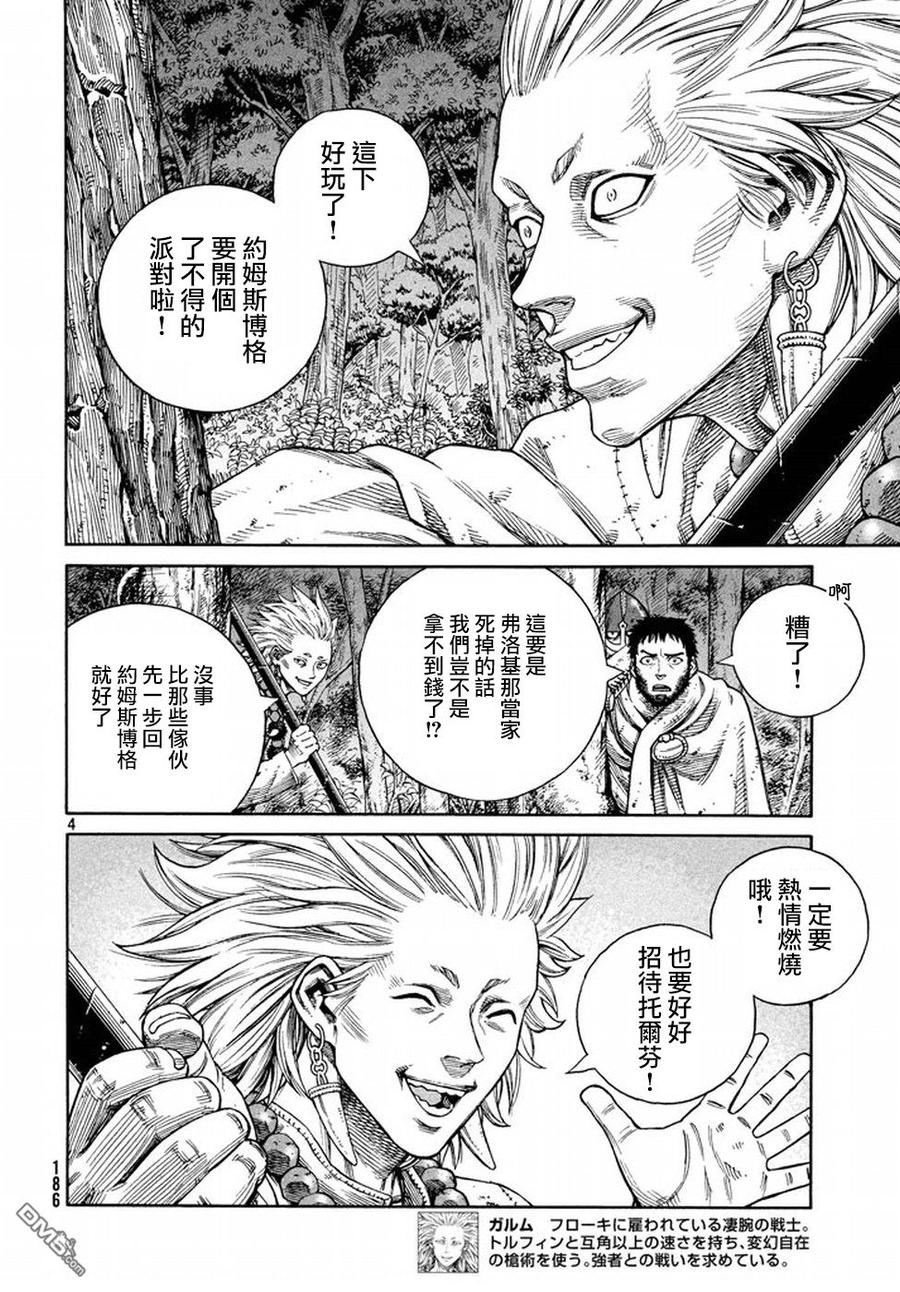 這下
好玩了！
約姆斯博格
要開個
了不得的
派對啦！
啊
糟了！
這要是
弗洛基那當家
死掉的話
我們豈不是
拿不到錢了!?
沒事
比那些傢伙
先一步回
約姆斯博格
就好了
4
一定要
熱情燃燒
哦！
也要好好
招待托爾芬！
186
ガルム　フローキに雇われている凄腕の戦士。
トルフィンと互角以上の速さを持ち、変幻自在
の槍術を使う。強者との戦いを求めている。
DM5